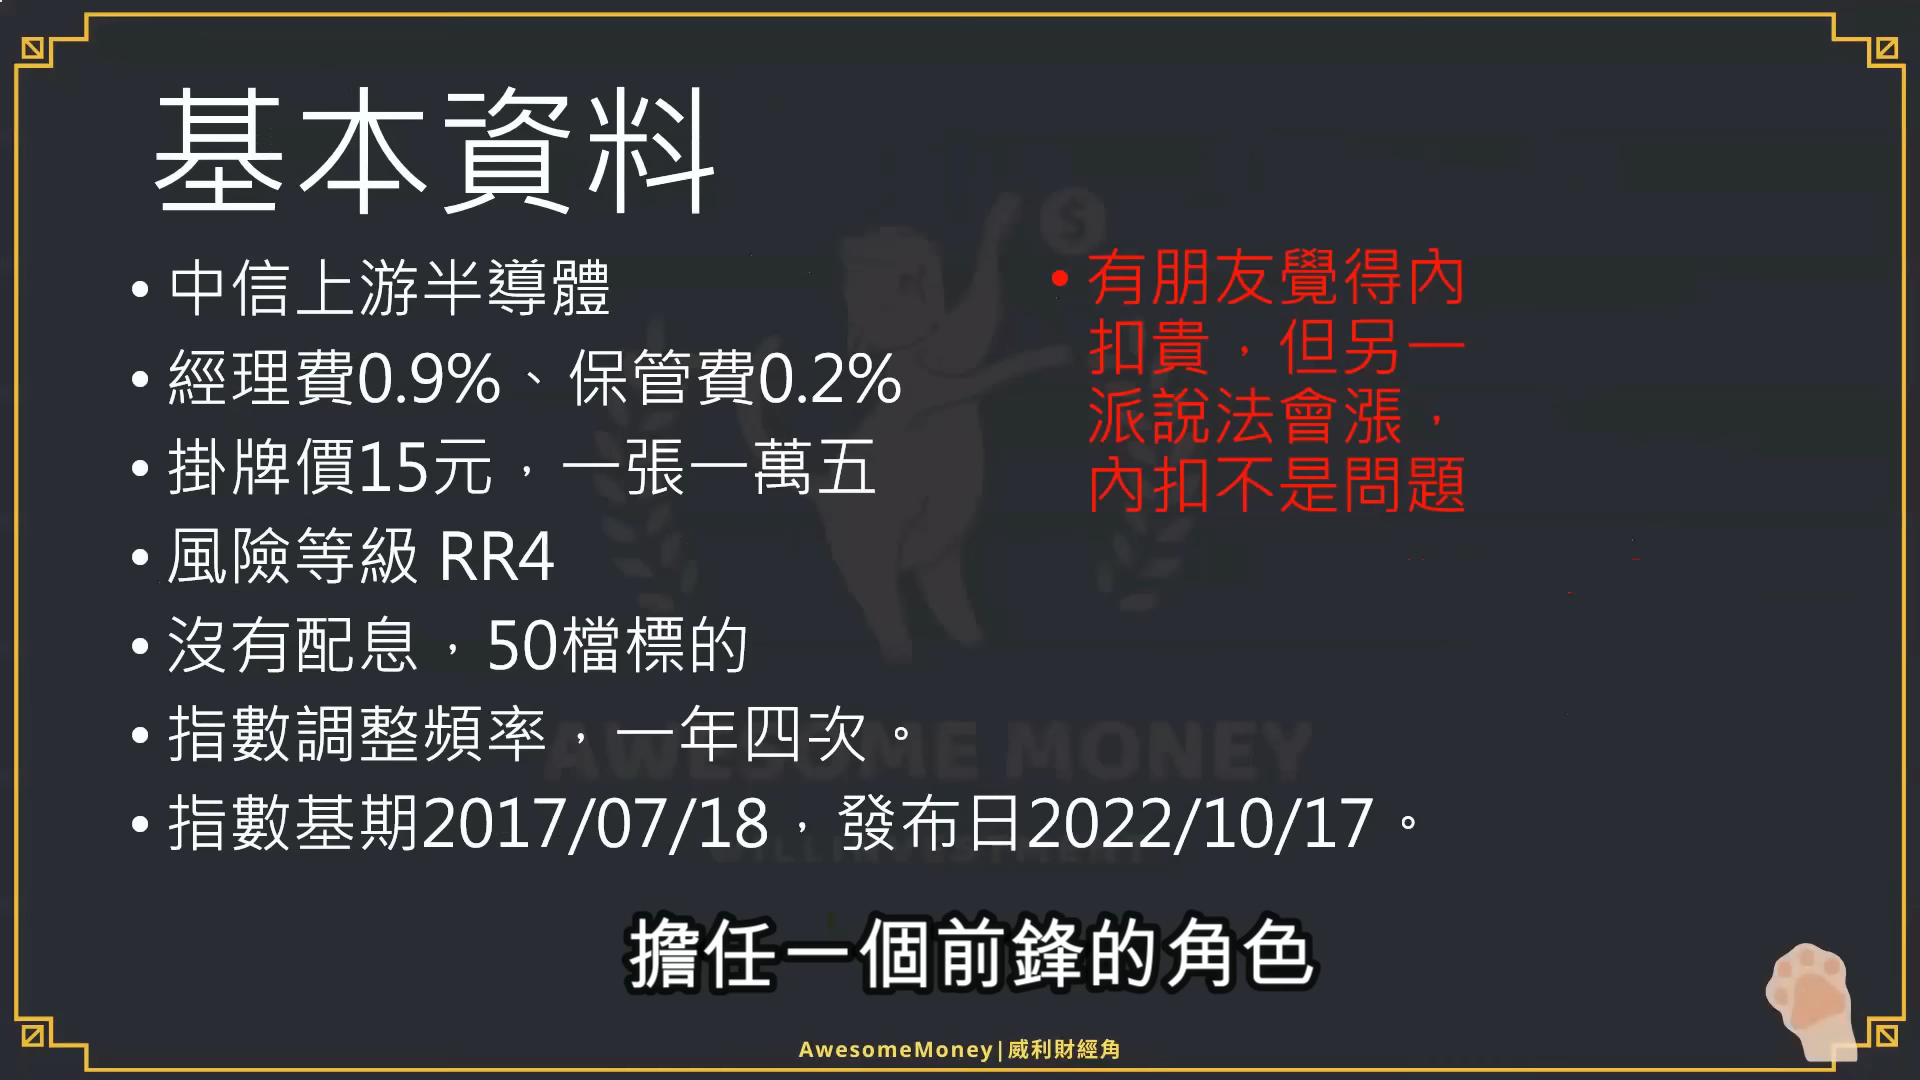 基本資料
• 中信上游半導體
• 經理費0.9%、保管費0.2%
• 掛牌價15元，一張一萬五
• 風險等級 RR4
• 沒有配息，50檔標的
• 指數調整頻率，一年四次。
• 指數基期2017/07/18，發布日2022/10/17。
• 有朋友覺得內
扣貴，但另一
派說法會漲，
內扣不是問題
AWESOME MONEY
擔任一個前鋒的角色
AwesomeMoney|威利財經角